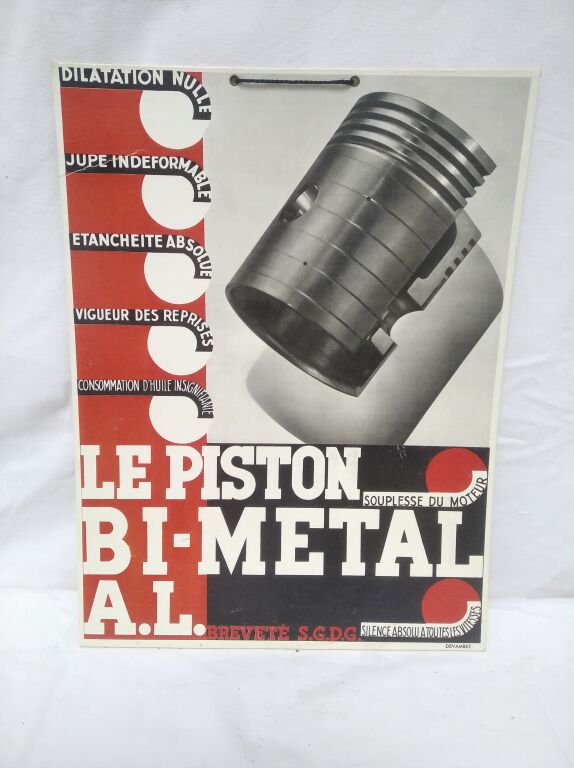 DILATATION NULLE
JUPE INDEFORMABLE
ETANCHEITE ABSOLUE
VIGUEUR DES REPRISES
CONSOMMATION D'HUILE INSIGNIFIANTE
LE PISTON
SOUPLESSE DU MOTEUR
BI-METAL
A.L.
BREVETÉ S.G.D.G.
SILENCE ABSOLU A TOUTES LES VITESSES
DEVAMBEZ